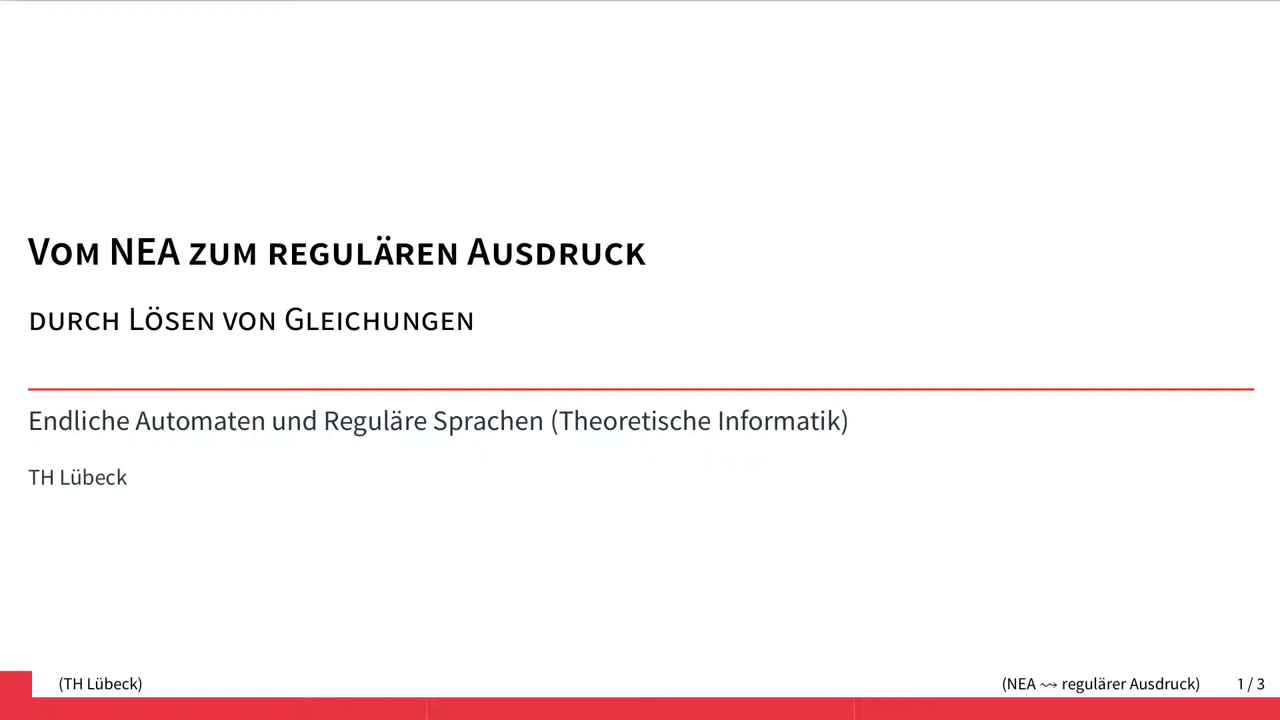 Vom NEA zum regulären Ausdruck
durch Lösen von Gleichungen
Endliche Automaten und Reguläre Sprachen (Theoretische Informatik)
TH Lübeck
(TH Lübeck) (NEA ⇝ regulärer Ausdruck) 1 / 3